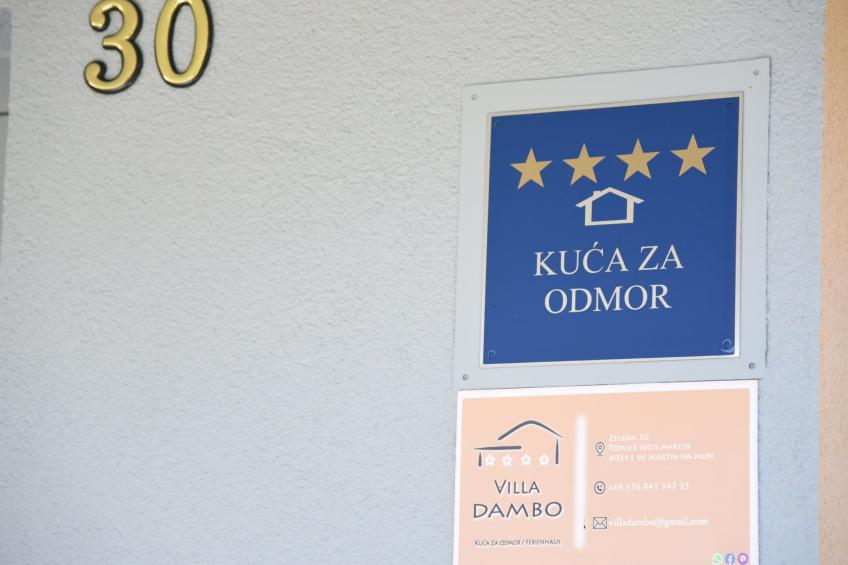 30
KUĆA ZA
ODMOR
VILLA
DAMBO
KUĆA ZA ODMOR/ FERIENHAUS
ZELENA 30
TOPLICE SVETI MARTIN
40313 SV. MARTIN NA MURI
+49 176 841 347 25
villadambo@gmail.com